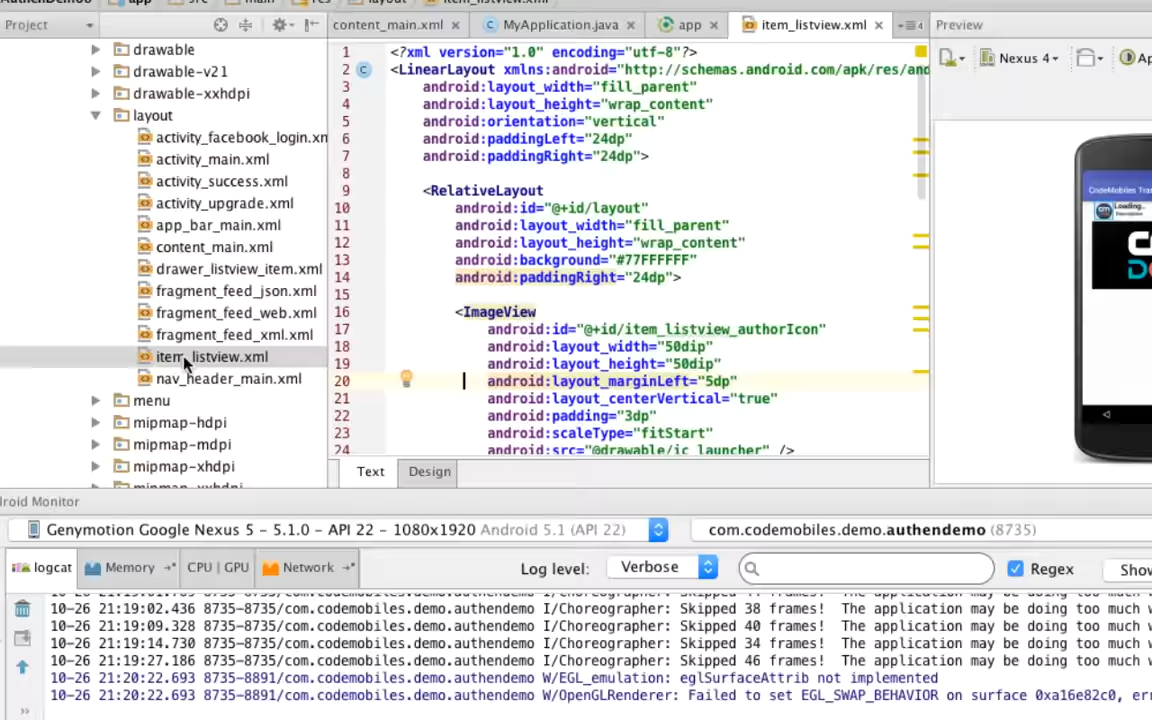 app
main
res
layout
item_listview.xml
Project
content_main.xml
MyApplication.java
app
item_listview.xml
4
Preview
drawable
drawable-v21
drawable-xxhdpi
layout
activity_facebook_login.xm
activity_main.xml
activity_success.xml
activity_upgrade.xml
app_bar_main.xml
content_main.xml
drawer_listview_item.xml
fragment_feed_json.xml
fragment_feed_web.xml
fragment_feed_xml.xml
item_listview.xml
nav_header_main.xml
menu
mipmap-hdpi
mipmap-mdpi
mipmap-xhdpi
mipmap-xxhdpi
1 <?xml version="1.0" encoding="utf-8"?>
2 <LinearLayout xmlns:android="http://schemas.android.com/apk/res/and
3 android:layout_width="fill_parent"
4 android:layout_height="wrap_content"
5 android:orientation="vertical"
6 android:paddingLeft="24dp"
7 android:paddingRight="24dp">
8
9 <RelativeLayout
10 android:id="@+id/layout"
11 android:layout_width="fill_parent"
12 android:layout_height="wrap_content"
13 android:background="#77FFFFFF"
14 android:paddingRight="24dp">
15
16 <ImageView
17 android:id="@+id/item_listview_authorIcon"
18 android:layout_width="50dip"
19 android:layout_height="50dip"
20 android:layout_marginLeft="5dp"
21 android:layout_centerVertical="true"
22 android:padding="3dp"
23 android:scaleType="fitStart"
24 android:src="@drawable/ic_launcher" />
Text Design
Nexus 4
Ap
CodeMobiles Tra
Loading..
droid Monitor
Genymotion Google Nexus 5 - 5.1.0 - API 22 - 1080x1920 Android 5.1 (API 22)
com.codemobiles.demo.authendemo (8735)
logcat Memory CPU | GPU Network Log level: Verbose Regex Show
10-26 21:19:02.436 8735-8735/com.codemobiles.demo.authendemo I/Choreographer: Skipped 38 frames! The application may be doing too much w
10-26 21:19:09.328 8735-8735/com.codemobiles.demo.authendemo I/Choreographer: Skipped 40 frames! The application may be doing too much w
10-26 21:19:14.730 8735-8735/com.codemobiles.demo.authendemo I/Choreographer: Skipped 34 frames! The application may be doing too much w
10-26 21:19:27.186 8735-8735/com.codemobiles.demo.authendemo I/Choreographer: Skipped 46 frames! The application may be doing too much w
10-26 21:20:22.693 8735-8891/com.codemobiles.demo.authendemo W/EGL_emulation: eglSurfaceAttrib not implemented
10-26 21:20:22.693 8735-8891/com.codemobiles.demo.authendemo W/OpenGLRenderer: Failed to set EGL_SWAP_BEHAVIOR on surface 0xa16e82c0, err